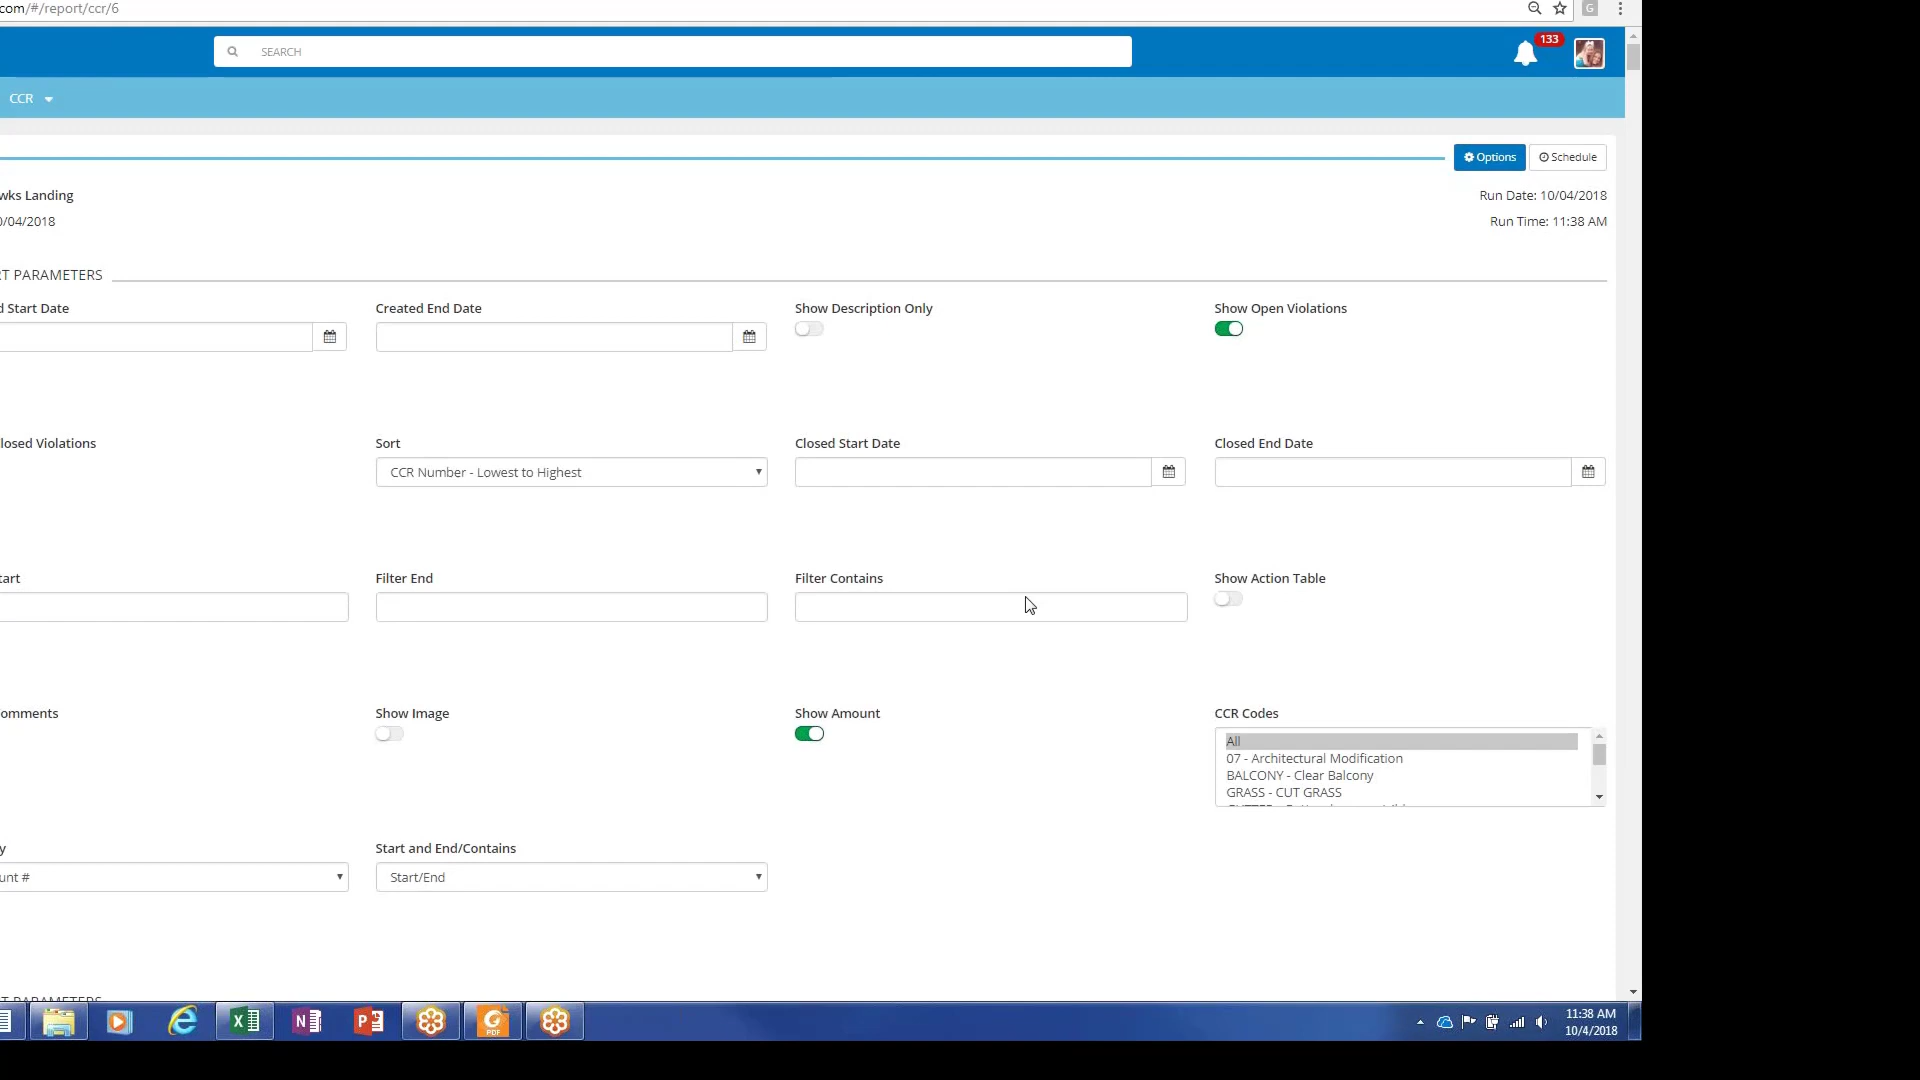 com/#/report/ccr/6
G
SEARCH
133
CCR
Options
Schedule
wks Landing
Run Date: 10/04/2018
0/04/2018
Run Time: 11:38 AM
RT PARAMETERS
d Start Date
Created End Date
Show Description Only
Show Open Violations
losed Violations
Sort
Closed Start Date
Closed End Date
CCR Number - Lowest to Highest
tart
Filter End
Filter Contains
Show Action Table
omments
Show Image
Show Amount
CCR Codes
All
07 - Architectural Modification
BALCONY - Clear Balcony
GRASS - CUT GRASS
y
Start and End/Contains
unt #
Start/End
T PARAMETERS
PDF
11:38 AM
10/4/2018